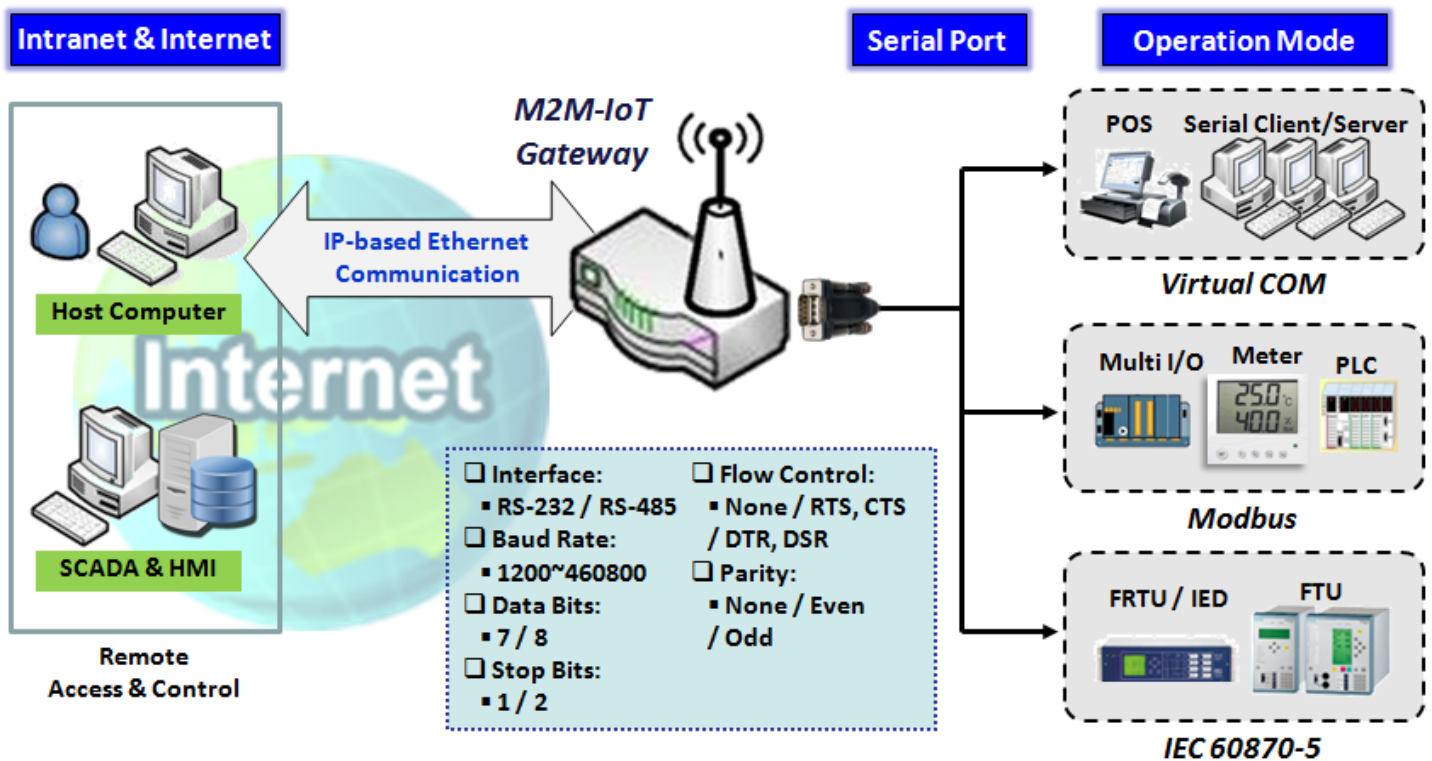 Intranet & Internet
Serial Port
Operation Mode
M2M-IoT
Gateway
IP-based Ethernet
Communication
Host Computer
Internet
SCADA & HMI
Remote
Access & Control
❑ Interface:
▪ RS-232 / RS-485
❑ Baud Rate:
▪ 1200~460800
❑ Data Bits:
▪ 7 / 8
❑ Stop Bits:
▪ 1 / 2
❑ Flow Control:
▪ None / RTS, CTS
/ DTR, DSR
❑ Parity:
▪ None / Even
/ Odd
POS
Serial Client/Server
Virtual COM
Multi I/O
Meter
PLC
25.0 °C
40.0
Modbus
FRTU / IED
FTU
IEC 60870-5